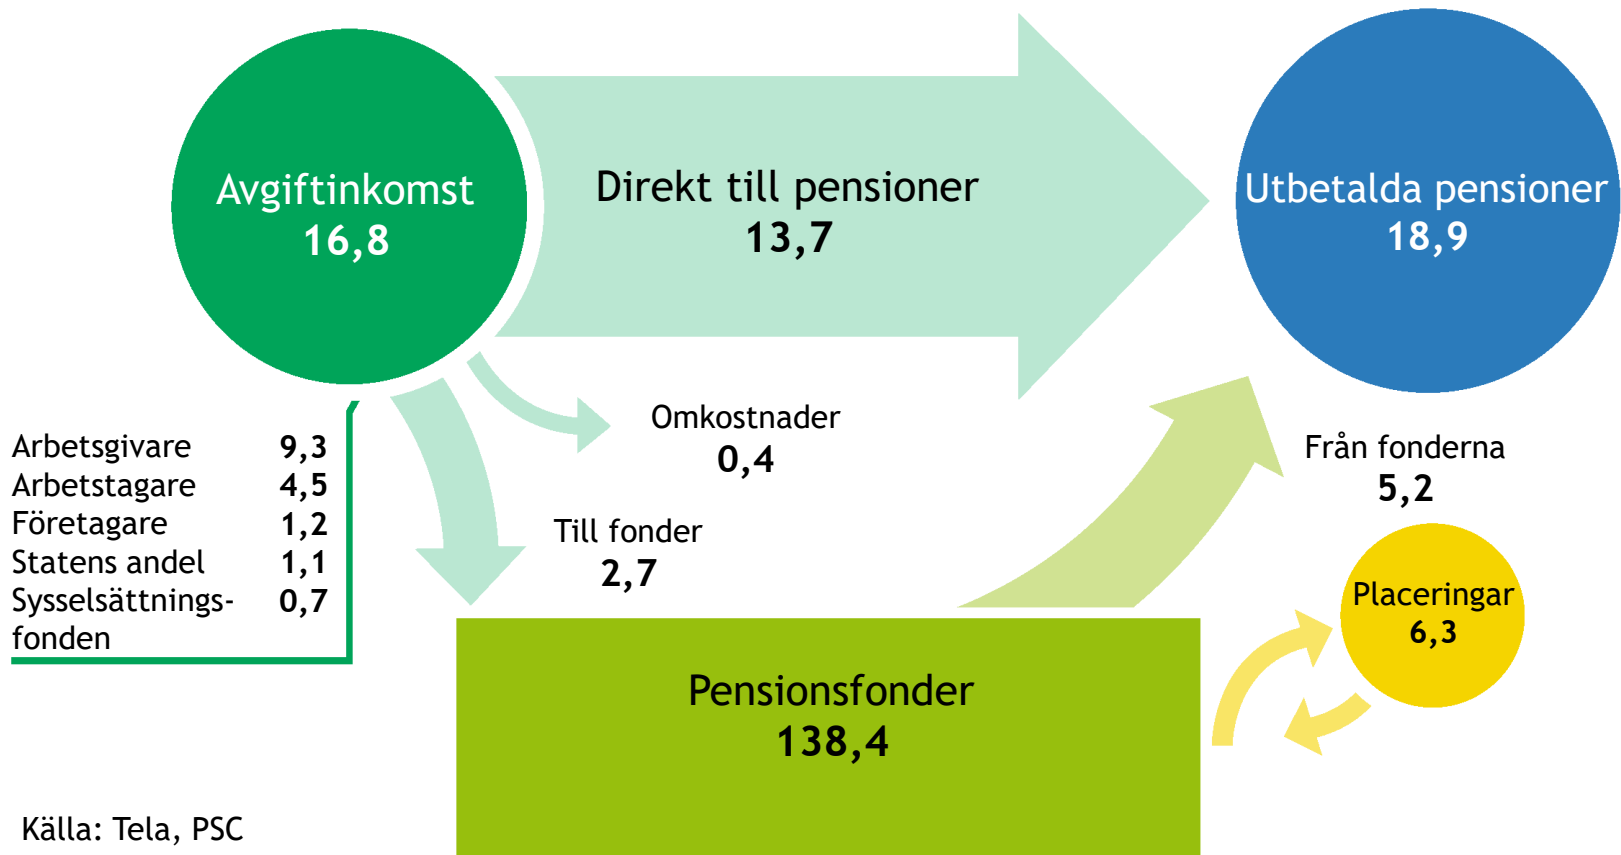 Avgiftinkomst
16,8
Direkt till pensioner
13,7
Utbetalda pensioner
18,9
Arbetsgivare 9,3
Arbetstagare 4,5
Företagare 1,2
Statens andel 1,1
Sysselsättnings- 0,7
fonden
Omkostnader
0,4
Till fonder
2,7
Från fonderna
5,2
Placeringar
6,3
Pensionsfonder
138,4
Källa: Tela, PSC